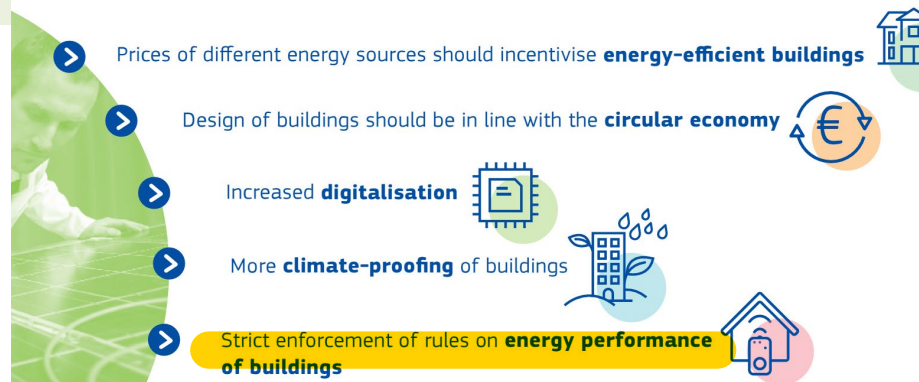 Prices of different energy sources should incentivise energy-efficient buildings
Design of buildings should be in line with the circular economy
€
Increased digitalisation
More climate-proofing of buildings
Strict enforcement of rules on energy performance
of buildings